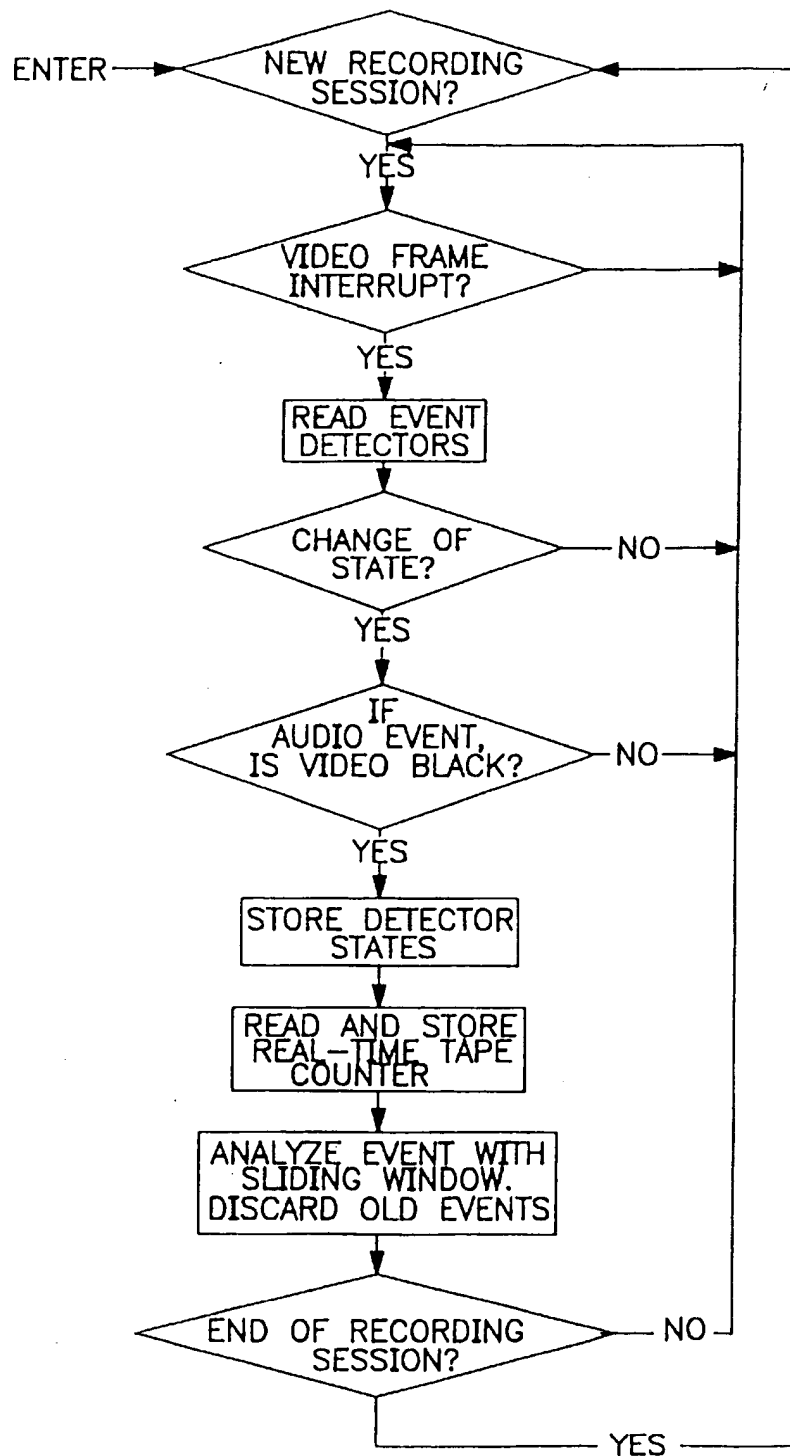 ENTER
NEW RECORDING
SESSION?
YES
VIDEO FRAME
INTERRUPT?
YES
READ EVENT
DETECTORS
CHANGE OF
STATE?
NO
YES
IF
AUDIO EVENT,
IS VIDEO BLACK?
NO
YES
STORE DETECTOR
STATES
READ AND STORE
REAL-TIME TAPE
COUNTER
ANALYZE EVENT WITH
SLIDING WINDOW.
DISCARD OLD EVENTS
END OF RECORDING
SESSION?
NO
YES